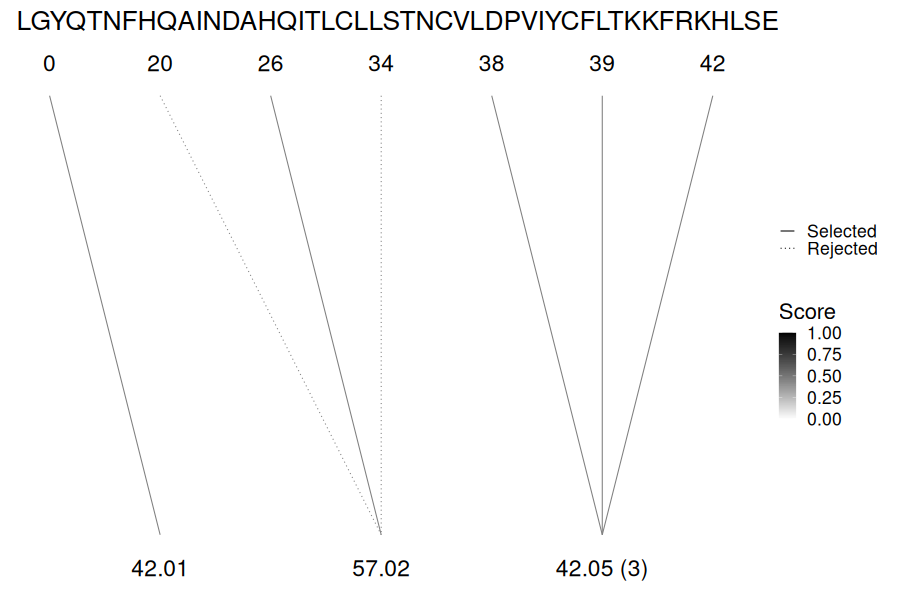 LGYQTNFHQAINDAHQITLCLLSTNCVLDPVIYCFLTKKFRKHLSE
0 20 26 34 38 39 42
Selected
Rejected
Score
1.00
0.75
0.50
0.25
0.00
42.01 57.02 42.05 (3)